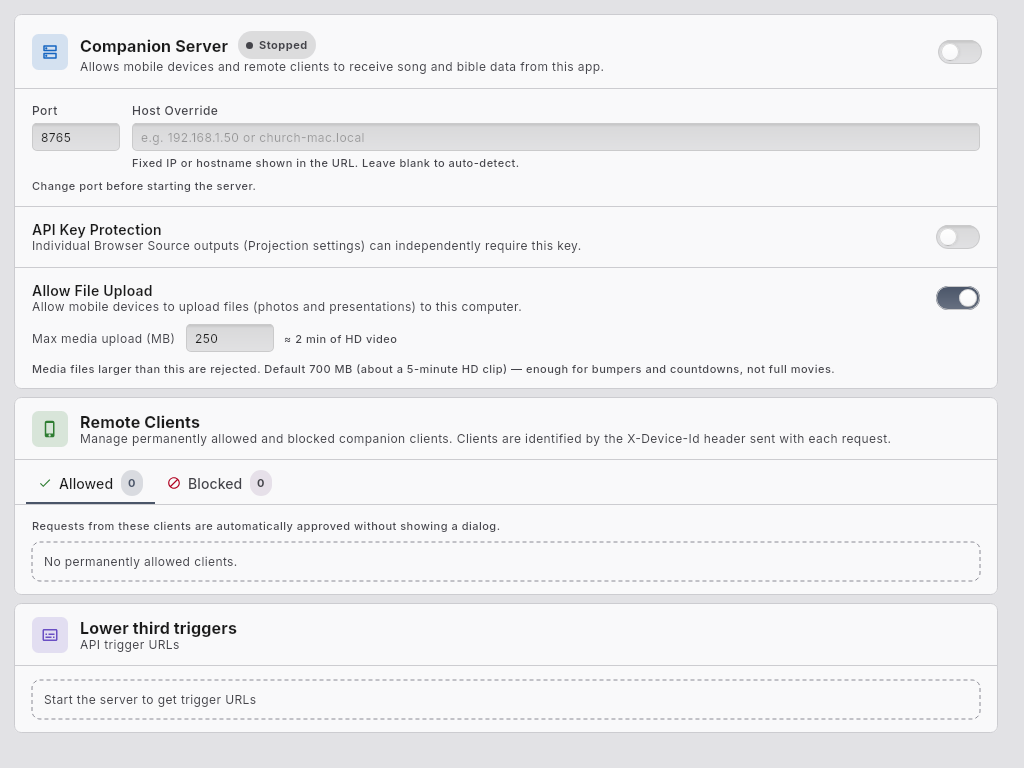 Companion Server Stopped
Allows mobile devices and remote clients to receive song and bible data from this app.
Port Host Override
8765 e.g. 192.168.1.50 or church-mac.local
Fixed IP or hostname shown in the URL. Leave blank to auto-detect.
Change port before starting the server.
API Key Protection
Individual Browser Source outputs (Projection settings) can independently require this key.
Allow File Upload
Allow mobile devices to upload files (photos and presentations) to this computer.
Max media upload (MB) 250 ≈ 2 min of HD video
Media files larger than this are rejected. Default 700 MB (about a 5-minute HD clip) — enough for bumpers and countdowns, not full movies.
Remote Clients
Manage permanently allowed and blocked companion clients. Clients are identified by the X-Device-Id header sent with each request.
Allowed 0 Blocked 0
Requests from these clients are automatically approved without showing a dialog.
No permanently allowed clients.
Lower third triggers
API trigger URLs
Start the server to get trigger URLs